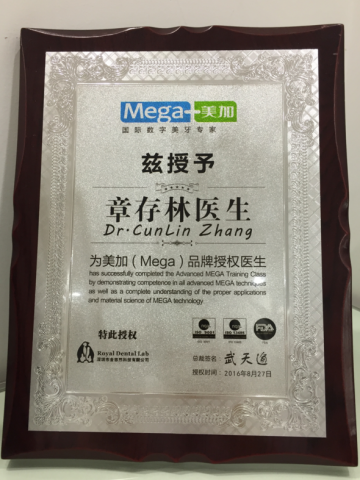 Mega+美加
国际数字美牙专家
兹授予
章存林医生
Dr·CunLin Zhang
为美加（Mega）品牌授权医生
has successfully completed the Advanced MEGA Training Class
by demonstrating competence in all advanced MEGA techniques
as well as a complete understanding of the proper applications
and material science of MEGA technology
特此授权
FDA
Royal Dental Lab
总裁签名：武天逾
授权时间：2016年8月27日